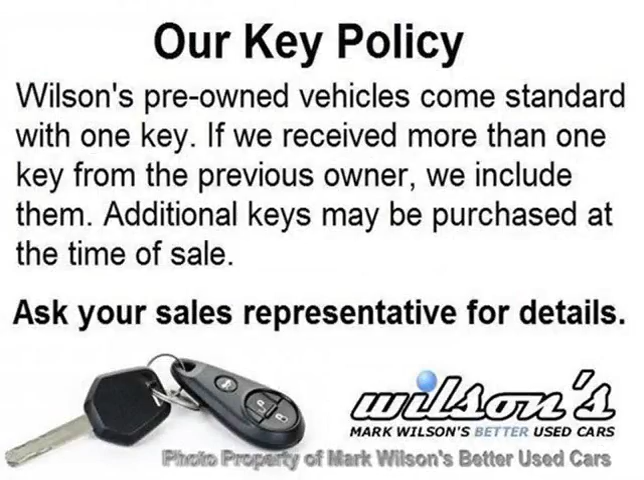 Our Key Policy
Wilson's pre-owned vehicles come standard
with one key. If we received more than one
key from the previous owner, we include
them. Additional keys may be purchased at
the time of sale.
Ask your sales representative for details.
wilson's
MARK WILSON'S BETTER USED CARS
Photo Property of Mark Wilson's Better Used Cars